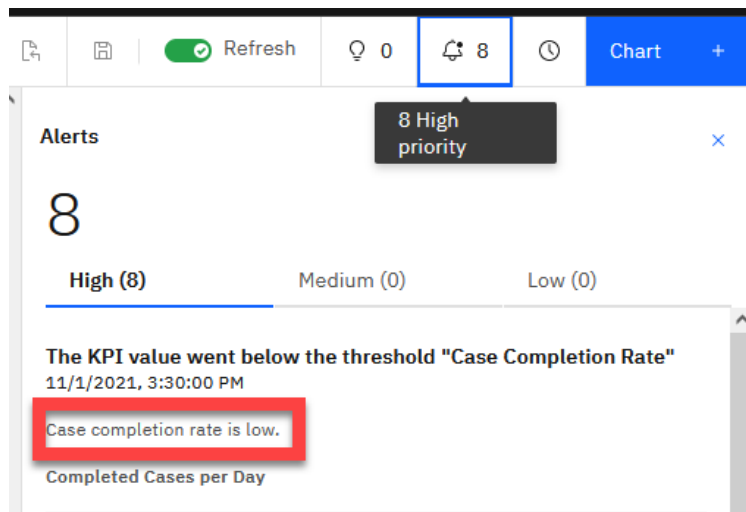 Refresh
0
8
Chart +
8 High
priority
Alerts
8
High (8)
Medium (0)
Low (0)
The KPI value went below the threshold "Case Completion Rate"
11/1/2021, 3:30:00 PM
Case completion rate is low.
Completed Cases per Day